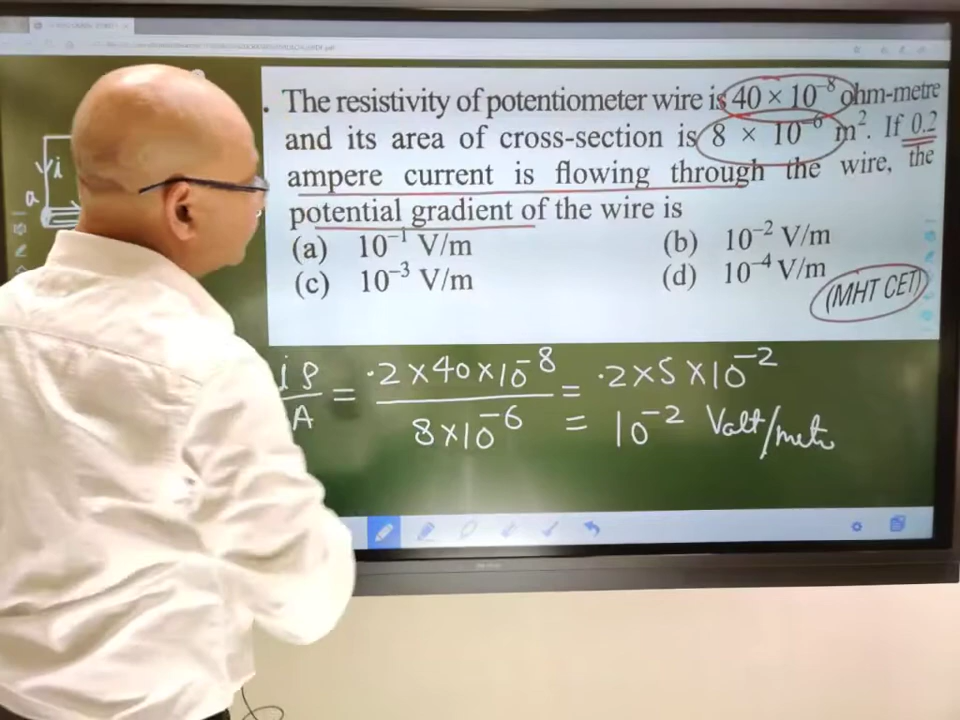 . The resistivity of potentiometer wire is 40 × 10⁻⁸ ohm-metre
and its area of cross-section is 8 × 10⁻⁶ m². If 0.2
ampere current is flowing through the wire, the
potential gradient of the wire is
(a) 10⁻¹ V/m (b) 10⁻² V/m
(c) 10⁻³ V/m (d) 10⁻⁴ V/m
(MHT CET)
i
a
iρ/A = .2×40×10⁻⁸/8×10⁻⁶ = .2×5×10⁻²
= 10⁻² Valt/metr